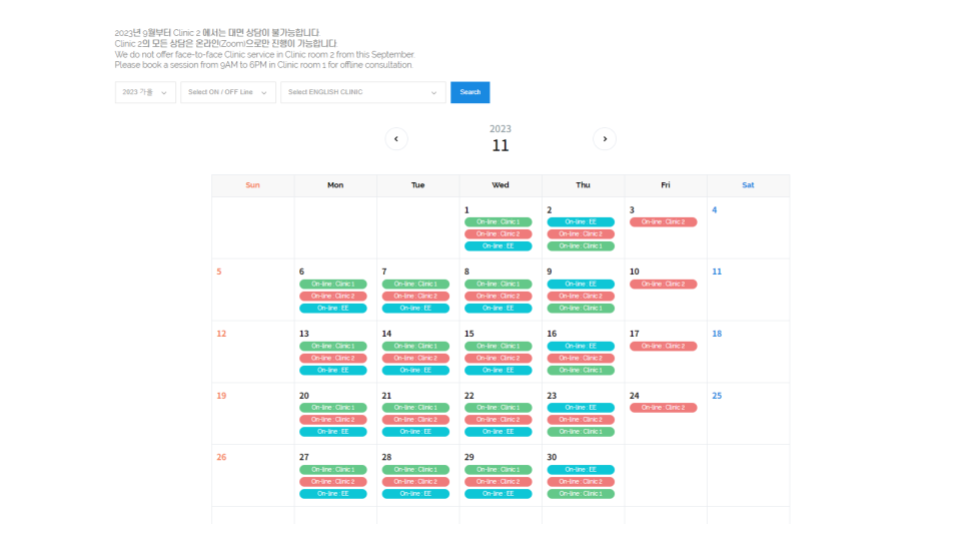 2023년 9월부터 Clinic 2 에서는 대면 상담이 불가능합니다.
Clinic 2의 모든 상담은 온라인(Zoom)으로만 진행이 가능합니다.
We do not offer face-to-face Clinic service in Clinic room 2 from this September.
Please book a session from 9AM to 6PM in Clinic room 1 for offline consultation.
2023 가을 Select ON / OFF Line Select ENGLISH CLINIC Search
2023
11
Sun Mon Tue Wed Thu Fri Sat
1 2 3 4
On-line Clinic 1 On-line EE On-line Clinic 2
On-line Clinic 2 On-line Clinic 2
On-line EE On-line Clinic 1
5 6 7 8 9 10 11
On-line Clinic 1 On-line Clinic 1 On-line Clinic 1 On-line EE On-line Clinic 2
On-line Clinic 2 On-line Clinic 2 On-line Clinic 2 On-line Clinic 2
On-line EE On-line EE On-line EE On-line Clinic 1
12 13 14 15 16 17 18
On-line Clinic 1 On-line Clinic 1 On-line Clinic 1 On-line EE On-line Clinic 2
On-line Clinic 2 On-line Clinic 2 On-line Clinic 2 On-line Clinic 2
On-line EE On-line EE On-line EE On-line Clinic 1
19 20 21 22 23 24 25
On-line Clinic 1 On-line Clinic 1 On-line Clinic 1 On-line EE On-line Clinic 2
On-line Clinic 2 On-line Clinic 2 On-line Clinic 2 On-line Clinic 2
On-line EE On-line EE On-line EE On-line Clinic 1
26 27 28 29 30
On-line Clinic 1 On-line Clinic 1 On-line Clinic 1 On-line EE
On-line Clinic 2 On-line Clinic 2 On-line Clinic 2 On-line Clinic 2
On-line EE On-line EE On-line EE On-line Clinic 1